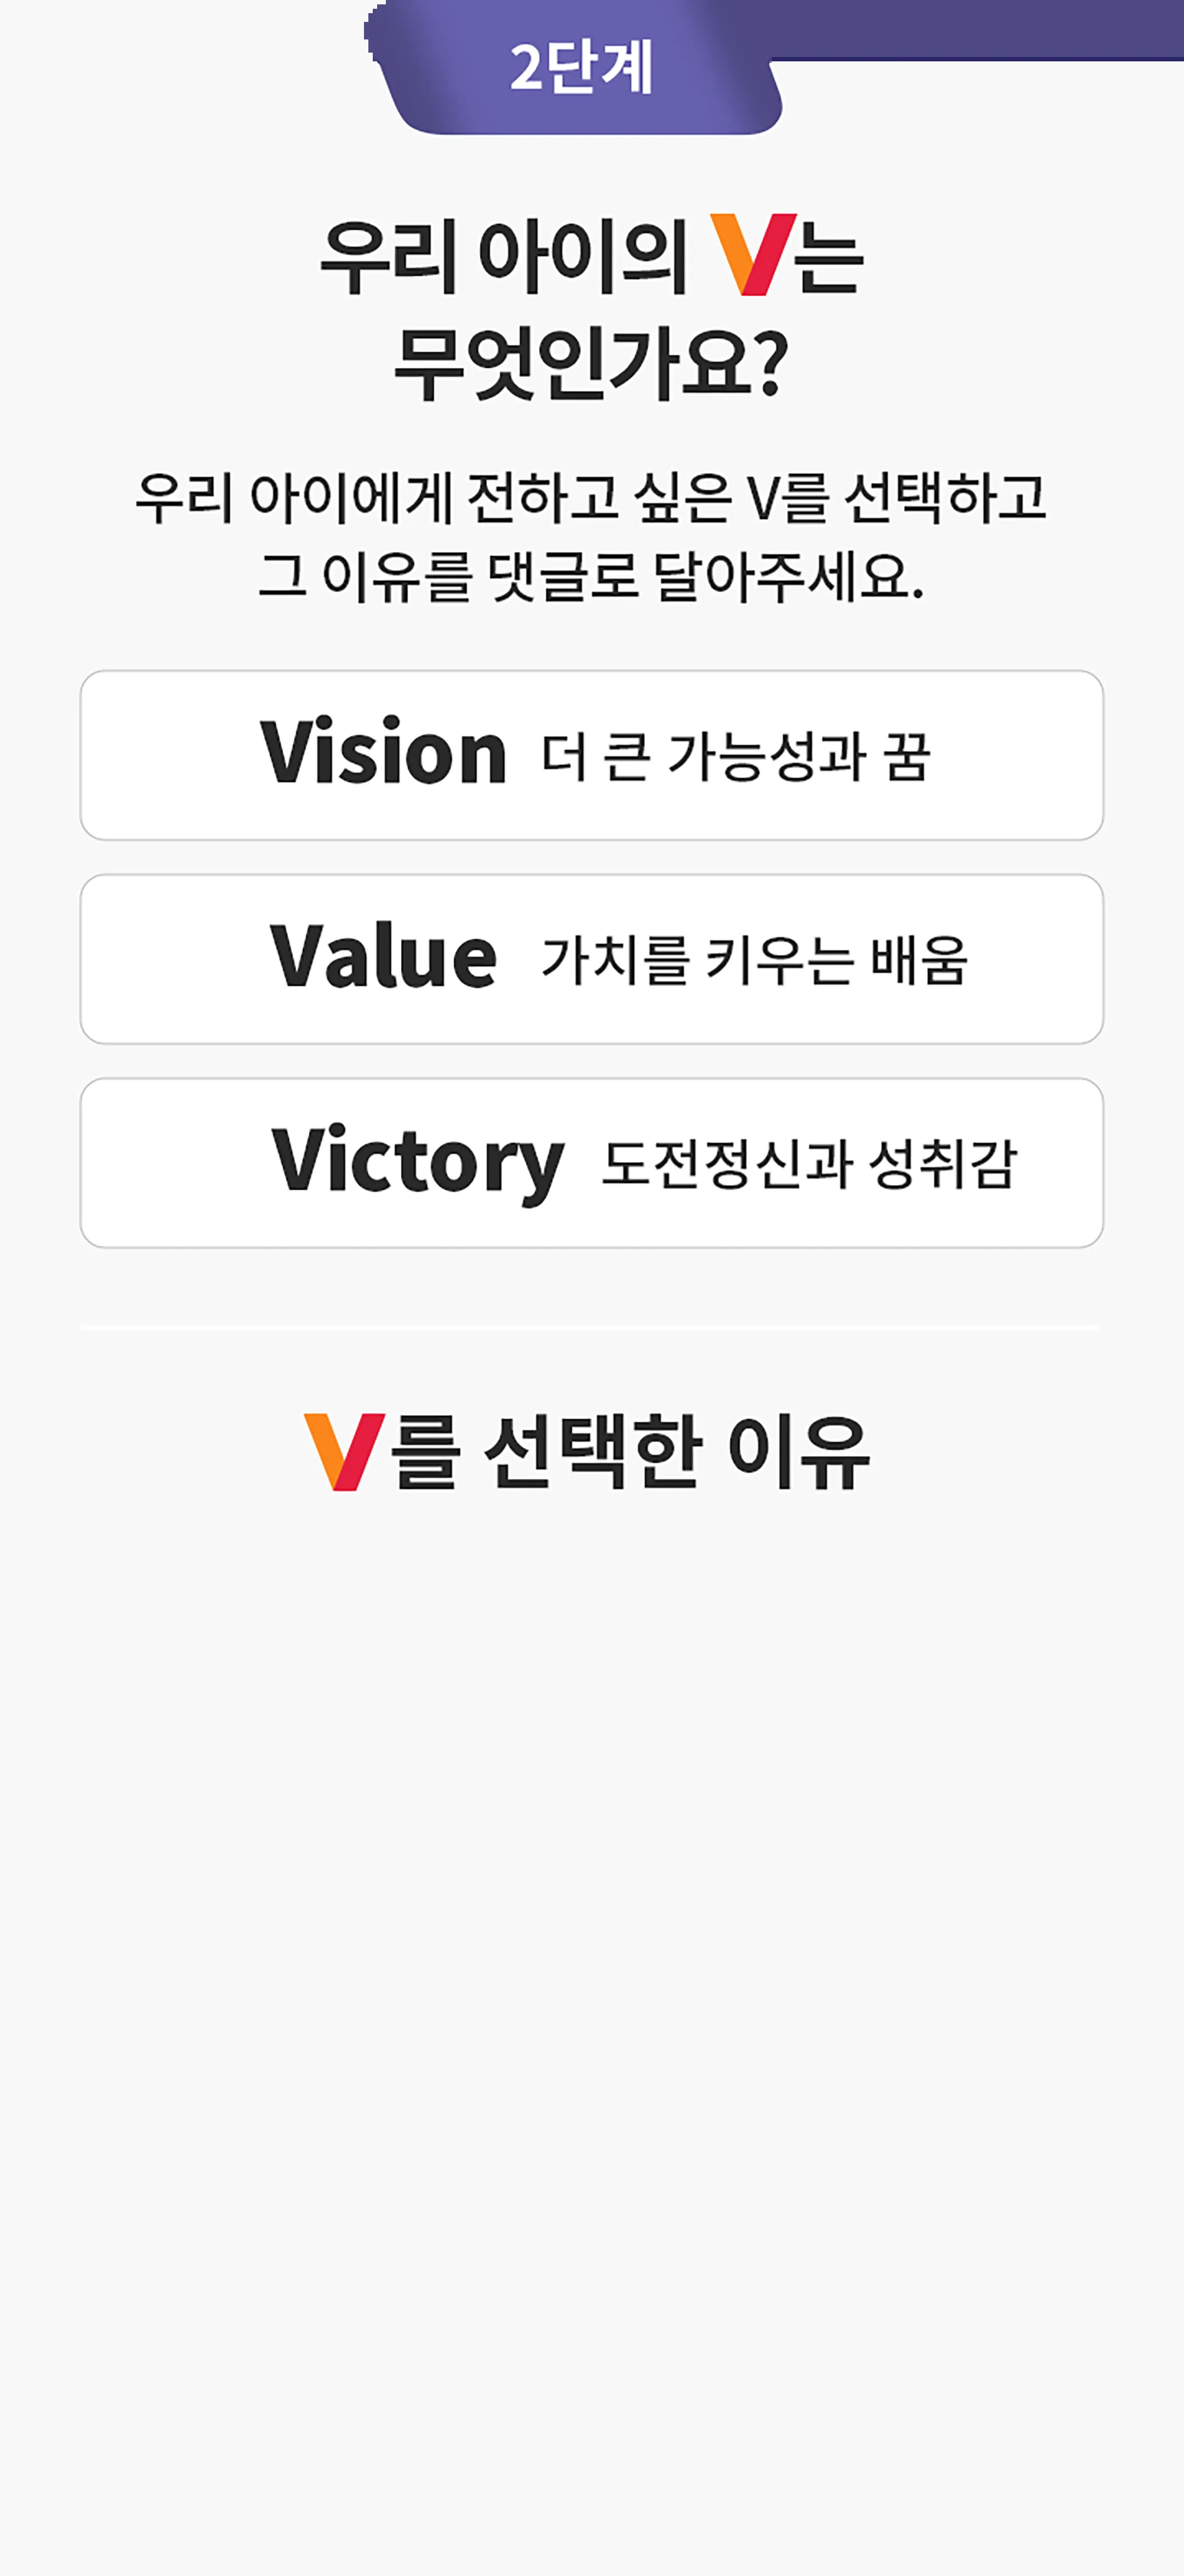 2단계
우리 아이의 V는
무엇인가요?
우리 아이에게 전하고 싶은 V를 선택하고
그 이유를 댓글로 달아주세요.
Vision 더 큰 가능성과 꿈
Value 가치를 키우는 배움
Victory 도전정신과 성취감
V를 선택한 이유